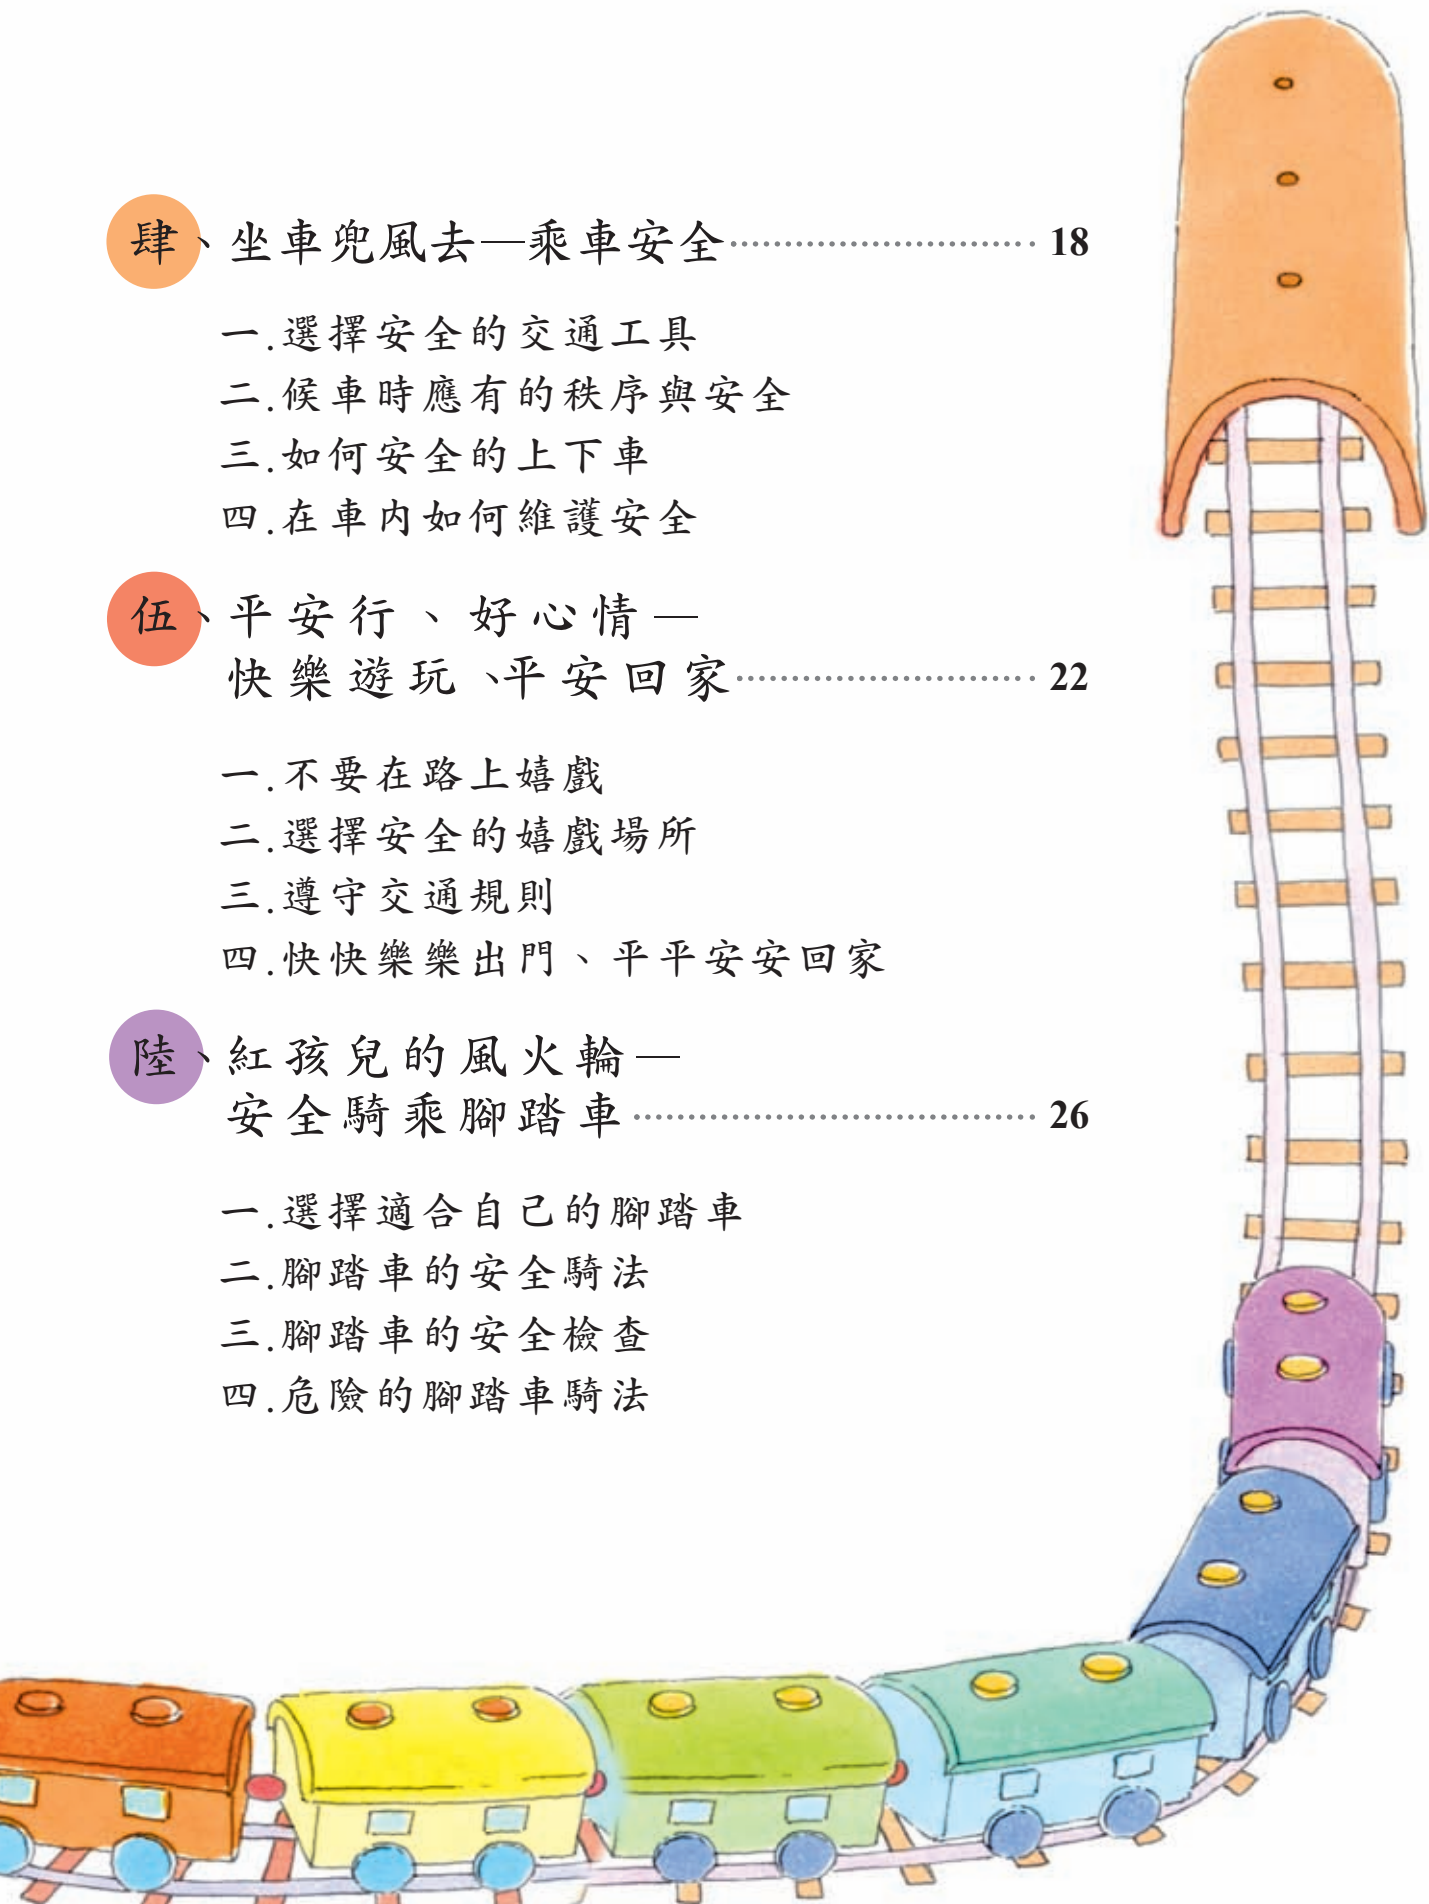 肆、坐車兜風去—乘車安全…………………………18
一.選擇安全的交通工具
二.候車時應有的秩序與安全
三.如何安全的上下車
四.在車內如何維護安全
伍、平安行、好心情—
快樂遊玩、平安回家…………………………22
一.不要在路上嬉戲
二.選擇安全的嬉戲場所
三.遵守交通規則
四.快快樂樂出門、平平安安回家
陸、紅孩兒的風火輪—
安全騎乘腳踏車…………………………………26
一.選擇適合自己的腳踏車
二.腳踏車的安全騎法
三.腳踏車的安全檢查
四.危險的腳踏車騎法